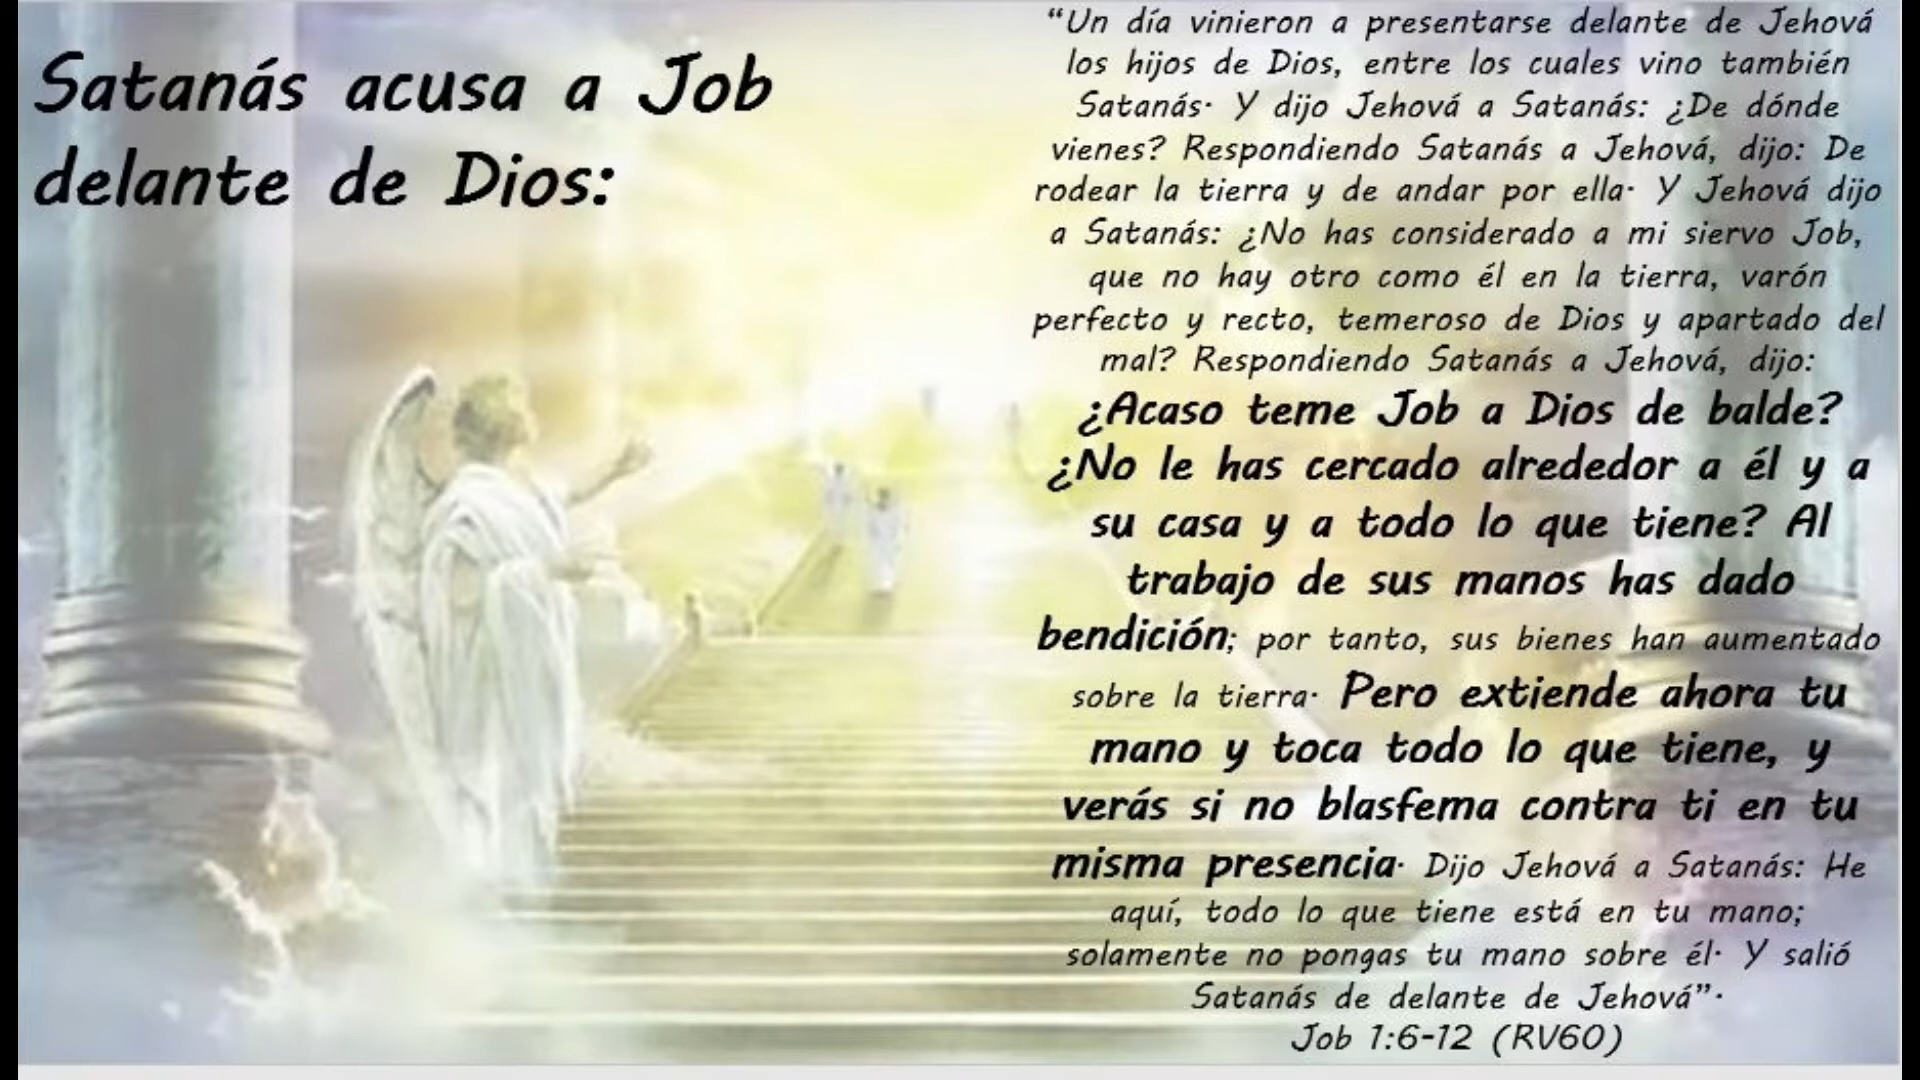 Satanás acusa a Job
delante de Dios:
“Un día vinieron a presentarse delante de Jehová
los hijos de Dios, entre los cuales vino también
Satanás· Y dijo Jehová a Satanás: ¿De dónde
vienes? Respondiendo Satanás a Jehová, dijo: De
rodear la tierra y de andar por ella· Y Jehová dijo
a Satanás: ¿No has considerado a mi siervo Job,
que no hay otro como él en la tierra, varón
perfecto y recto, temeroso de Dios y apartado del
mal? Respondiendo Satanás a Jehová, dijo:
¿Acaso teme Job a Dios de balde?
¿No le has cercado alrededor a él y a
su casa y a todo lo que tiene? Al
trabajo de sus manos has dado
bendición; por tanto, sus bienes han aumentado
sobre la tierra· Pero extiende ahora tu
mano y toca todo lo que tiene, y
verás si no blasfema contra ti en tu
misma presencia· Dijo Jehová a Satanás: He
aquí, todo lo que tiene está en tu mano;
solamente no pongas tu mano sobre él· Y salió
Satanás de delante de Jehová”·
Job 1:6-12 (RV60)